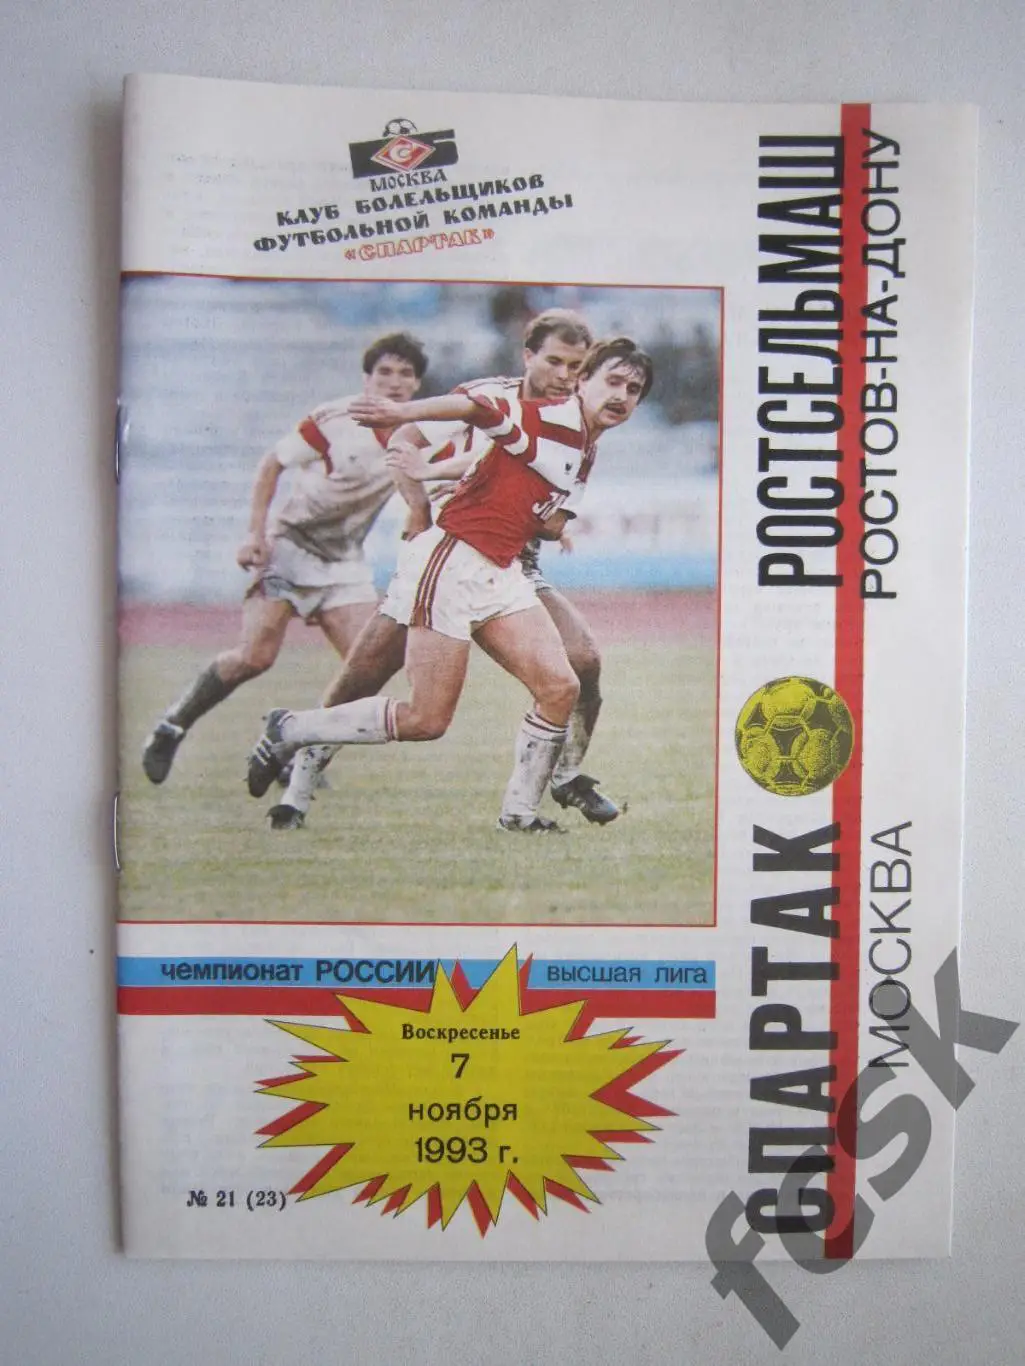 МОСКВА
КЛУБ БОЛЕЛЬЩИКОВ
ФУТБОЛЬНОЙ КОМАНДЫ
«СПАРТАК»
СПАРТАК РОСТСЕЛЬМАШ
МОСКВА РОСТОВ-НА-ДОНУ
чемпионат РОССИИ высшая лига
Воскресенье
7
ноября
1993 г.
№ 21 (23)
fcsk